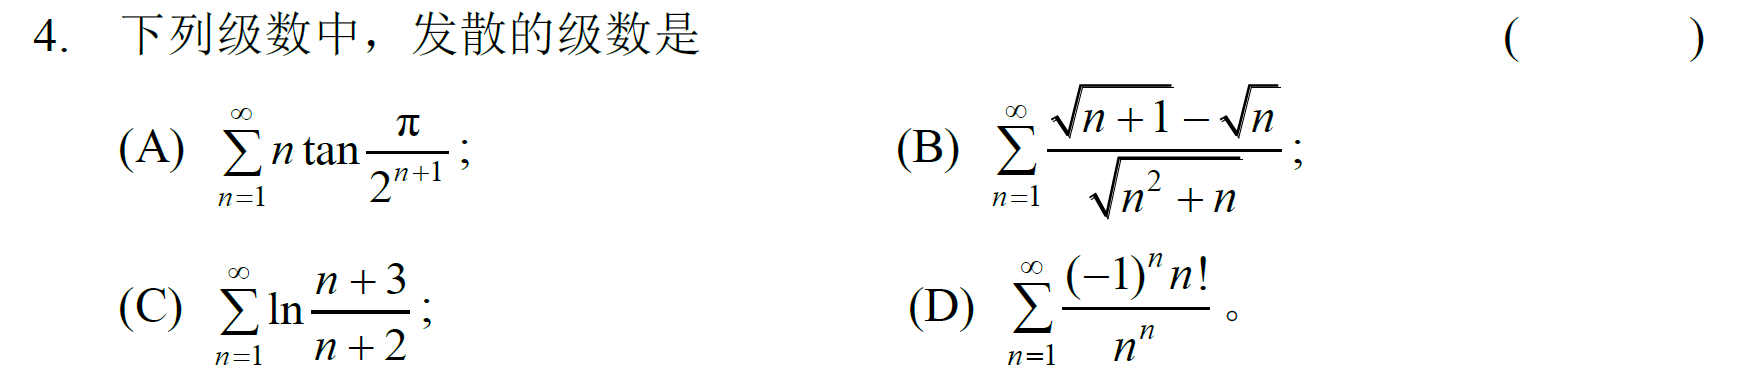 4. 下列级数中，发散的级数是 ( )
(A) $\sum_{n=1}^{\infty} n \tan \frac{\pi}{2^{n+1}}$; (B) $\sum_{n=1}^{\infty} \frac{\sqrt{n+1}-\sqrt{n}}{\sqrt{n^2+n}}$;
(C) $\sum_{n=1}^{\infty} \ln \frac{n+3}{n+2}$; (D) $\sum_{n=1}^{\infty} \frac{(-1)^n n!}{n^n}$。